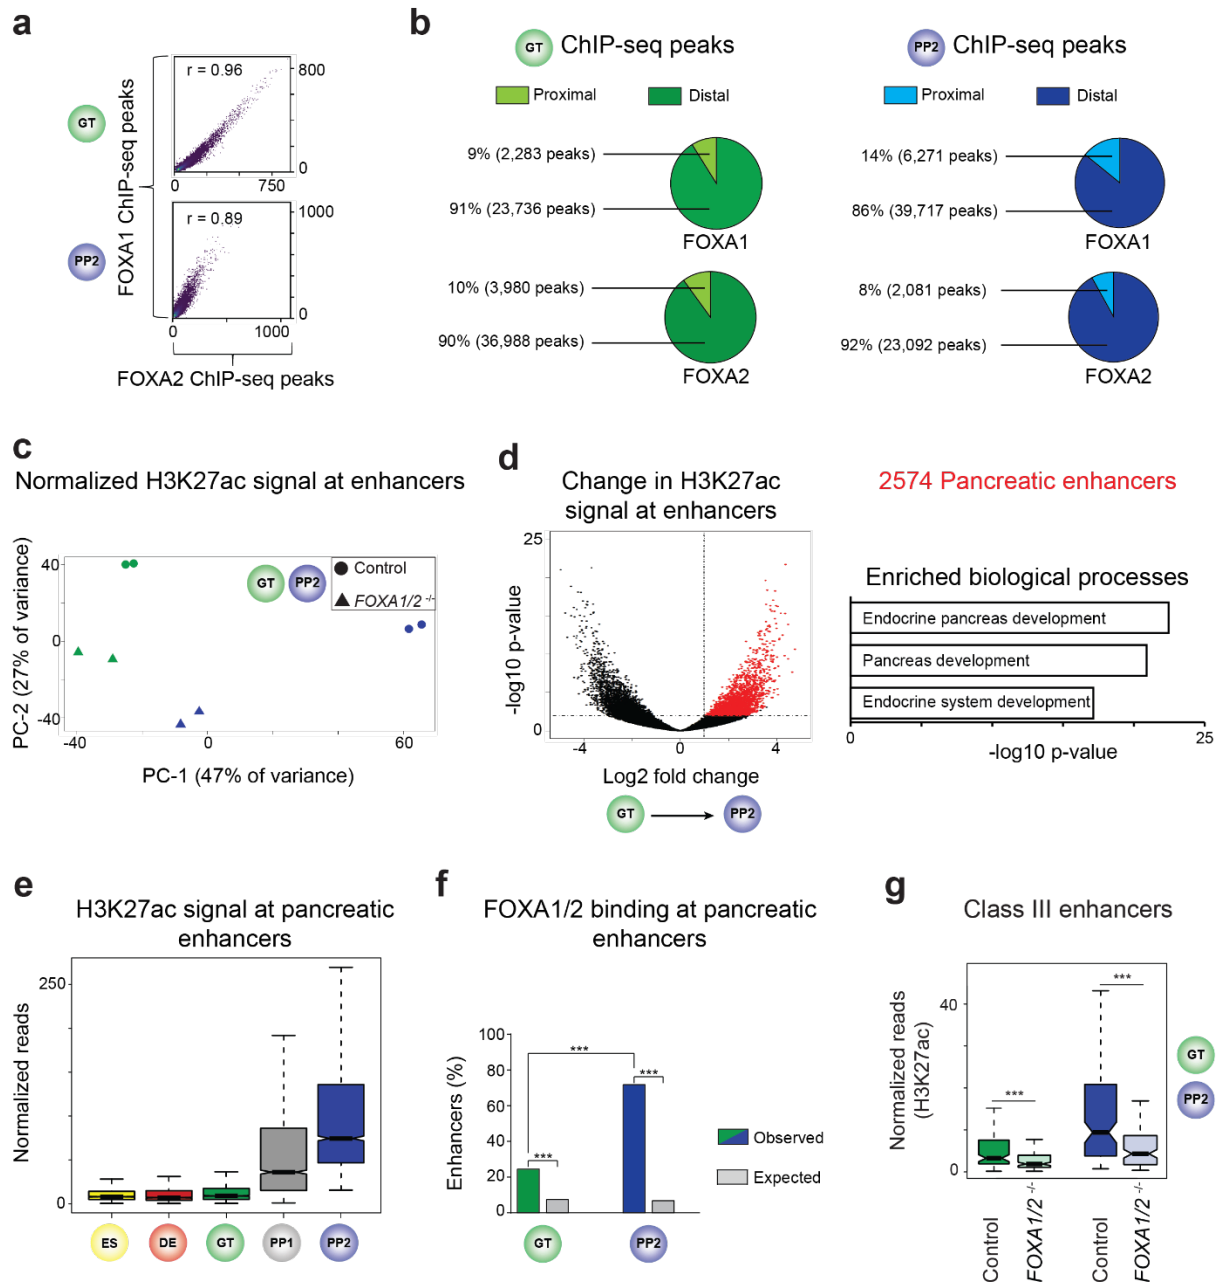 a
r = 0.96
800
0
0
750
GT
FOXA1 ChIP-seq peaks
r = 0.89
1000
0
0
1000
PP2
FOXA2 ChIP-seq peaks
b
GT ChIP-seq peaks
Proximal
Distal
9% (2,283 peaks)
91% (23,736 peaks)
FOXA1
10% (3,980 peaks)
90% (36,988 peaks)
FOXA2
PP2 ChIP-seq peaks
Proximal
Distal
14% (6,271 peaks)
86% (39,717 peaks)
FOXA1
8% (2,081 peaks)
92% (23,092 peaks)
FOXA2
c
Normalized H3K27ac signal at enhancers
PC-2 (27% of variance)
40
0
-40
GT
PP2
Control
FOXA1/2 -/-
-40
0
60
PC-1 (47% of variance)
d
Change in H3K27ac
signal at enhancers
25
0
-log10 p-value
-4
0
4
Log2 fold change
GT
PP2
2574 Pancreatic enhancers
Enriched biological processes
Endocrine pancreas development
Pancreas development
Endocrine system development
0
25
-log10 p-value
e
H3K27ac signal at pancreatic
enhancers
Normalized reads
250
0
ES
DE
GT
PP1
PP2
f
FOXA1/2 binding at pancreatic
enhancers
Enhancers (%)
100
80
60
40
20
0
***
***
***
GT
PP2
Observed
Expected
g
Class III enhancers
Normalized reads
(H3K27ac)
40
20
0
***
***
GT
PP2
Control
FOXA1/2 -/-
Control
FOXA1/2 -/-